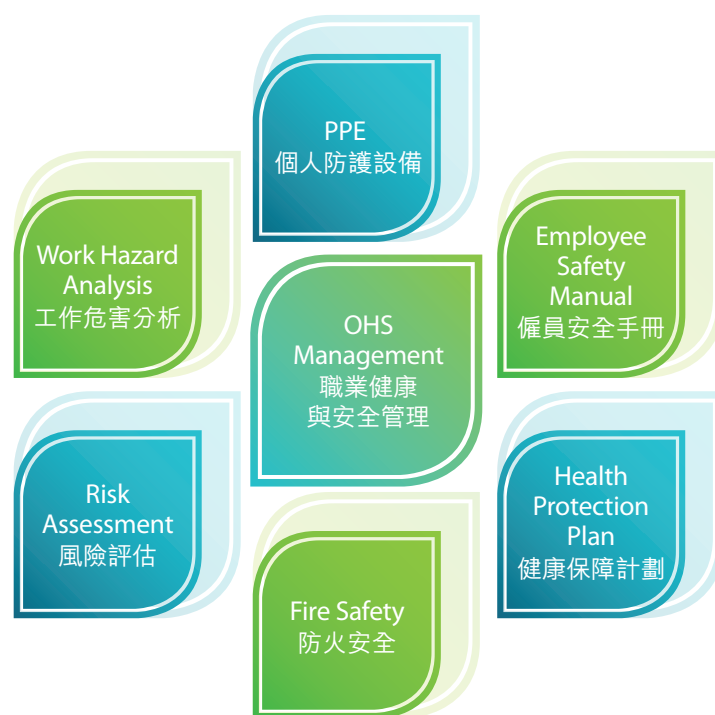 PPE
個人防護設備
Work Hazard
Analysis
工作危害分析
Employee
Safety
Manual
僱員安全手冊
OHS
Management
職業健康
與安全管理
Risk
Assessment
風險評估
Health
Protection
Plan
健康保障計劃
Fire Safety
防火安全